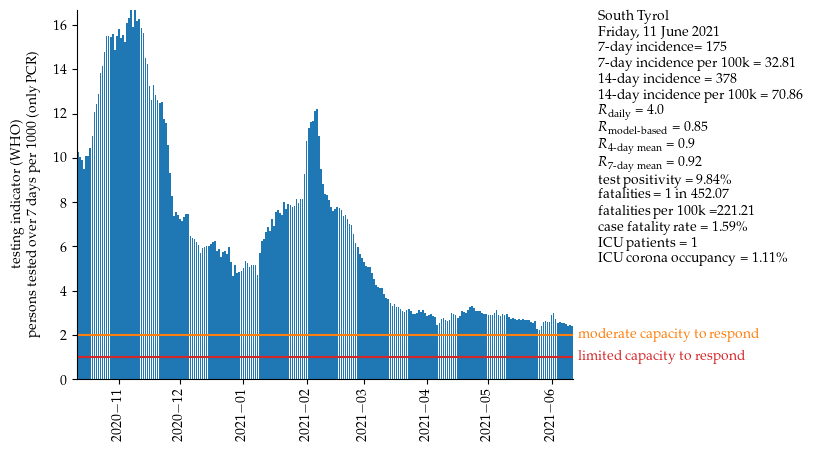 South Tyrol
Friday, 11 June 2021
7-day incidence= 175
7-day incidence per 100k = 32.81
14-day incidence = 378
14-day incidence per 100k = 70.86
R_daily = 4.0
R_model-based = 0.85
R_4-day mean = 0.9
R_7-day mean = 0.92
test positivity = 9.84%
fatalities = 1 in 452.07
fatalities per 100k =221.21
case fatality rate = 1.59%
ICU patients = 1
ICU corona occupancy = 1.11%
testing indicator (WHO)
persons tested over 7 days per 1000 (only PCR)
16
14
12
10
8
6
4
2
0
moderate capacity to respond
limited capacity to respond
2020−11
2020−12
2021−01
2021−02
2021−03
2021−04
2021−05
2021−06